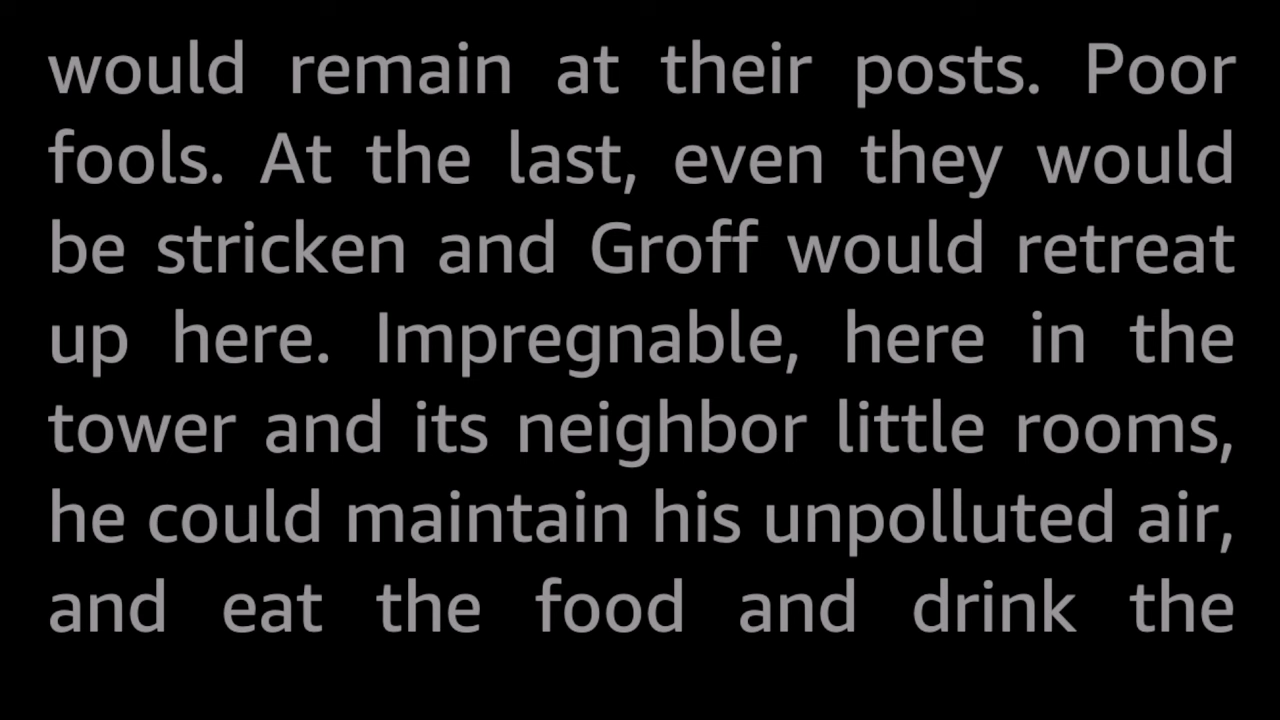 would remain at their posts. Poor
fools. At the last, even they would
be stricken and Groff would retreat
up here. Impregnable, here in the
tower and its neighbor little rooms,
he could maintain his unpolluted air,
and eat the food and drink the